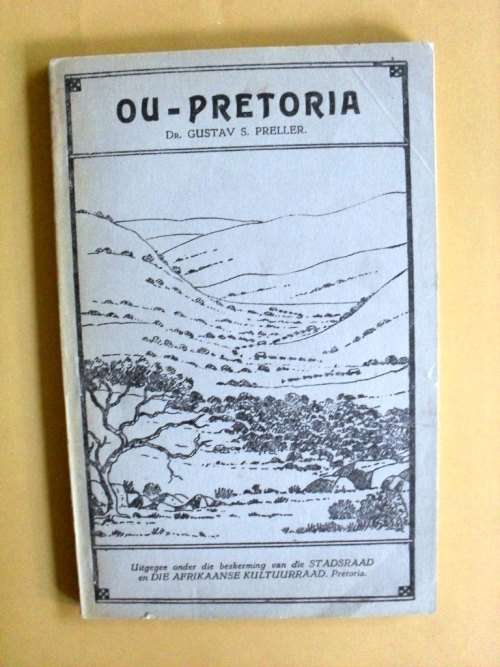 OU-PRETORIA
DR. GUSTAV S. PRELLER.
Uitgegee onder die beskerming van die STADSRAAD
en DIE AFRIKAANSE KULTUURRAAD. Pretoria.